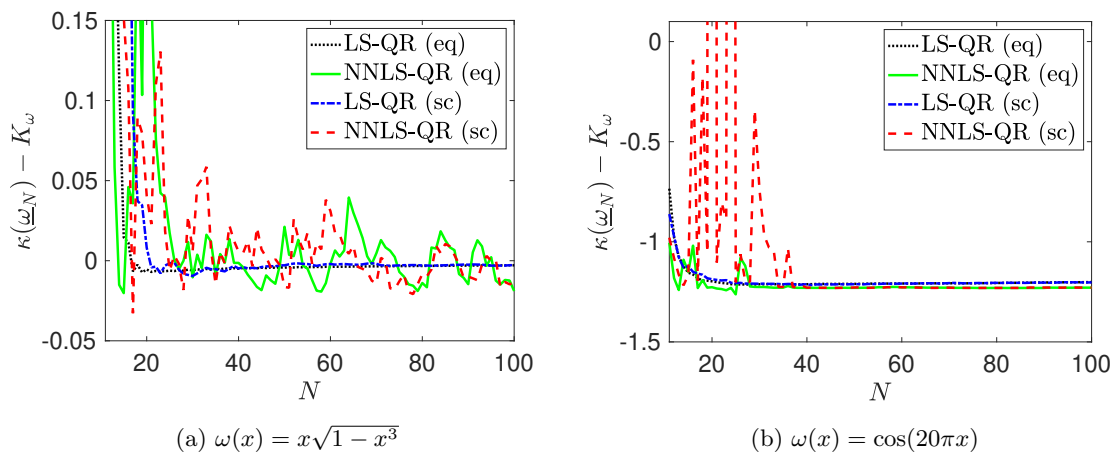 0.15
0.1
0.05
0
-0.05
κ(ω_N) − K_ω
20 40 60 80 100
N
LS-QR (eq)
NNLS-QR (eq)
LS-QR (sc)
NNLS-QR (sc)
(a) ω(x) = x√(1 − x³)
0
-0.5
-1
-1.5
κ(ω_N) − K_ω
20 40 60 80 100
N
LS-QR (eq)
NNLS-QR (eq)
LS-QR (sc)
NNLS-QR (sc)
(b) ω(x) = cos(20πx)